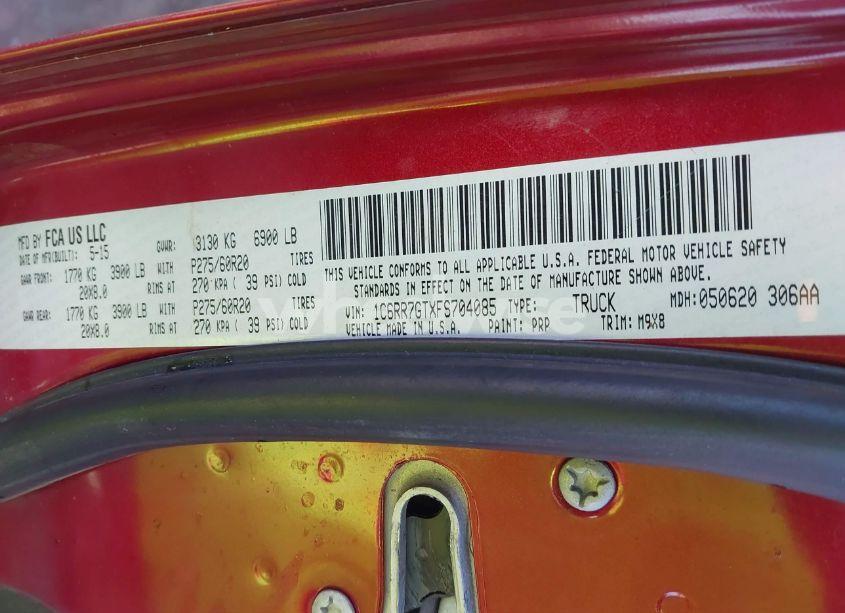 MFD BY FCA US LLC
DATE OF MFR(BUILT): 5-15 GVWR: 3130 KG 6900 LB
GAWR FRONT: 1770 KG 3900 LB WITH P275/60R20 TIRES
20X8.0 RIMS AT 270 KPA ( 39 PSI) COLD
GAWR REAR: 1770 KG 3900 LB WITH P275/60R20 TIRES
20X8.0 RIMS AT 270 KPA ( 39 PSI) COLD
THIS VEHICLE CONFORMS TO ALL APPLICABLE U.S.A. FEDERAL MOTOR VEHICLE SAFETY
STANDARDS IN EFFECT ON THE DATE OF MANUFACTURE SHOWN ABOVE.
VIN: 1C6RR7GTXFS704085 TYPE: TRUCK MDH: 050620 306AA
VEHICLE MADE IN U.S.A. PAINT: PRP TRIM: M9X8